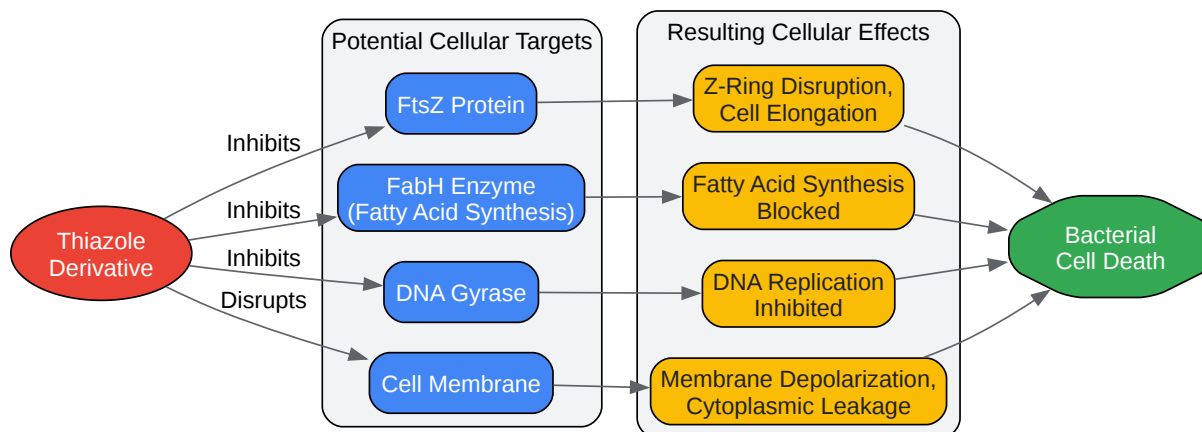 Potential Cellular Targets
Resulting Cellular Effects
Thiazole
Derivative
Inhibits
Inhibits
Inhibits
Disrupts
FtsZ Protein
FabH Enzyme
(Fatty Acid Synthesis)
DNA Gyrase
Cell Membrane
Z-Ring Disruption,
Cell Elongation
Fatty Acid Synthesis
Blocked
DNA Replication
Inhibited
Membrane Depolarization,
Cytoplasmic Leakage
Bacterial
Cell Death